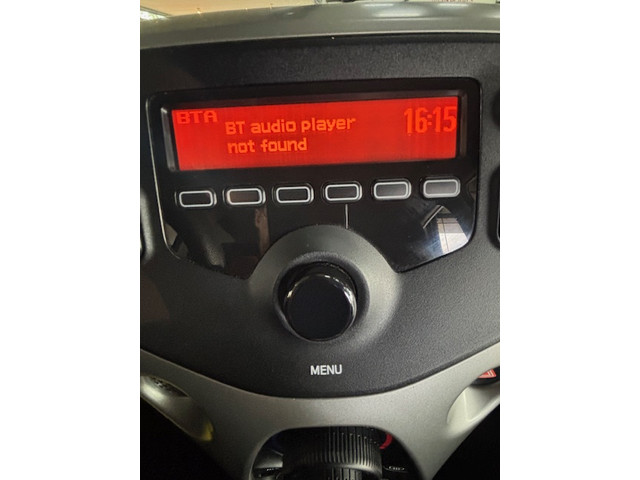 BTA
BT audio player
16:15
not found
MENU